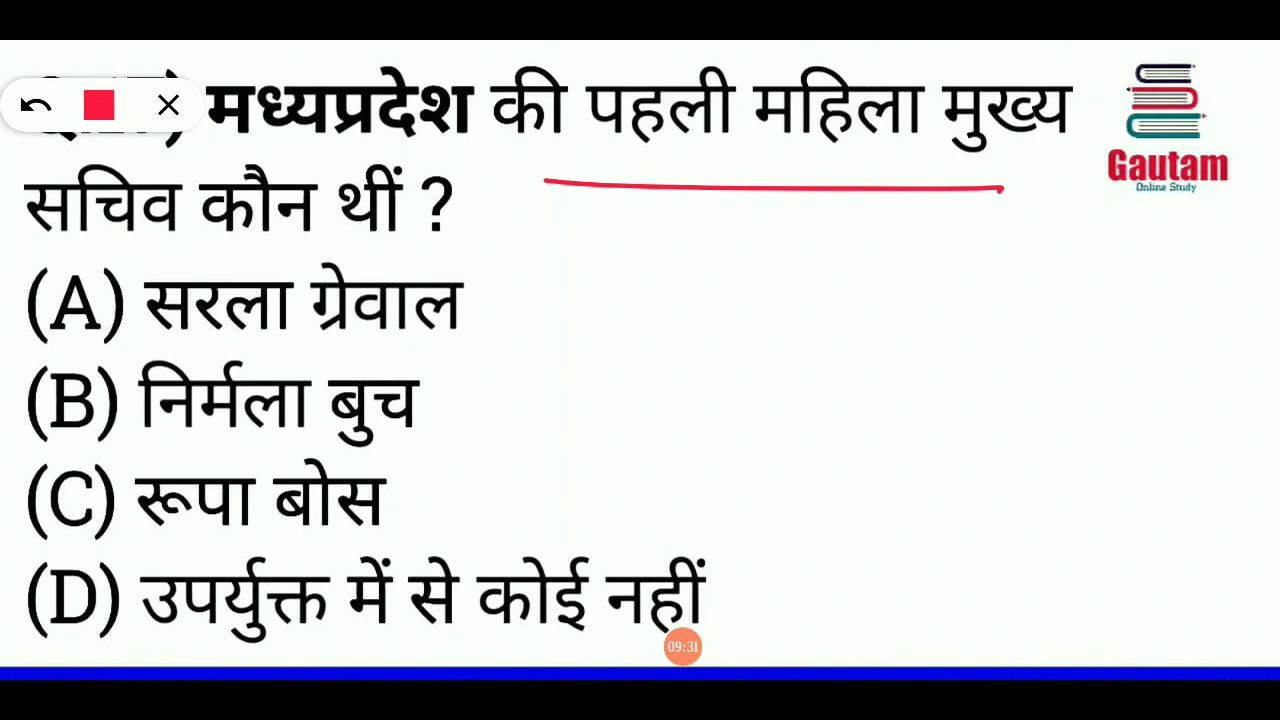 मध्यप्रदेश की पहली महिला मुख्य
सचिव कौन थीं ?
(A) सरला ग्रेवाल
(B) निर्मला बुच
(C) रूपा बोस
(D) उपर्युक्त में से कोई नहीं
Gautam
Online Study
09:31